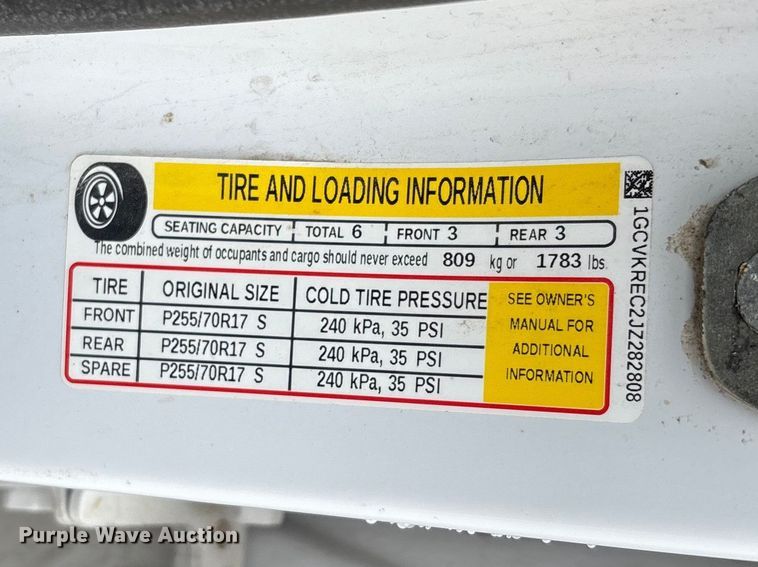 TIRE AND LOADING INFORMATION
SEATING CAPACITY TOTAL 6 FRONT 3 REAR 3
The combined weight of occupants and cargo should never exceed 809 kg or 1783 lbs
TIRE ORIGINAL SIZE COLD TIRE PRESSURE
FRONT P255/70R17 S 240 kPa, 35 PSI
REAR P255/70R17 S 240 kPa, 35 PSI
SPARE P255/70R17 S 240 kPa, 35 PSI
SEE OWNER'S
MANUAL FOR
ADDITIONAL
INFORMATION
1GCVKREC2JZ282808
Purple Wave Auction